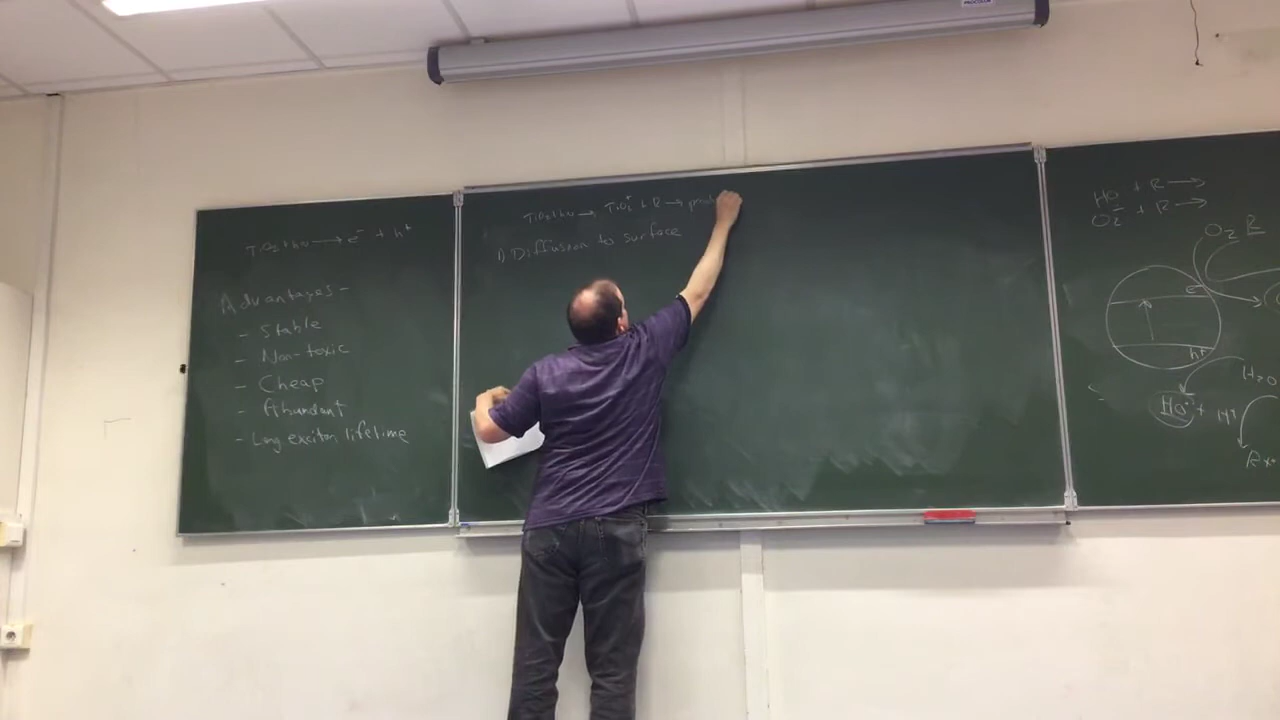 TiO₂+hν → e⁻ + h⁺
Advantages -
- Stable
- Non-toxic
- Cheap
- Abundant
- Long exciton lifetime
TiO₂+hν → TiO₂* + R →
1) Diffusion to surface
HO + R →
O₂⁻ + R →
O₂ R
e⁻
h⁺
H₂O
HO• + H⁺